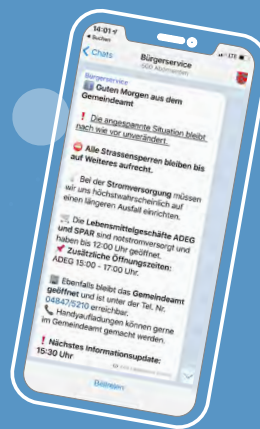 14:01
Suchen
LTE
Chats
Bürgerservice
500 Abonnenten
Bürgerservice
Guten Morgen aus dem
Gemeindeamt
Die angespannte Situation bleibt
nach wie vor unverändert.
Alle Strassensperren bleiben bis
auf Weiteres aufrecht.
Bei der Stromversorgung müssen
wir uns höchstwahrscheinlich auf
einen längeren Ausfall einrichten.
Die Lebensmittelgeschäfte ADEG
und SPAR sind notstromversorgt und
haben bis 12:00 Uhr geöffnet.
Zusätzliche Öffnungszeiten:
ADEG 15:00 - 17:00 Uhr.
Ebenfalls bleibt das Gemeindeamt
geöffnet und ist unter der Tel. Nr.
04847/5210 erreichbar.
Handyaufladungen können gerne
im Gemeindeamt gemacht werden.
Nächstes Informationsupdate:
15:30 Uhr
Beitreten